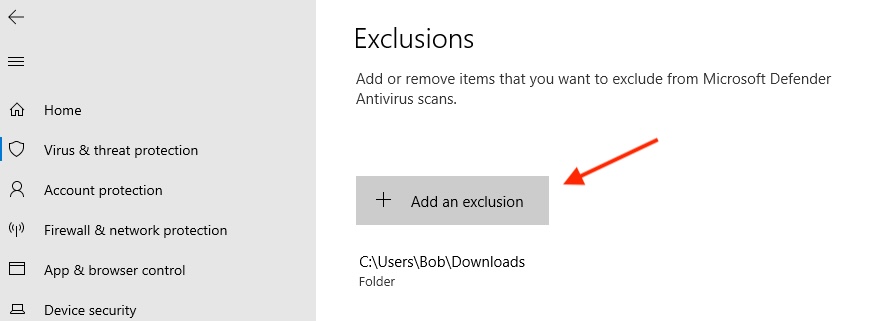 Home
Virus & threat protection
Account protection
Firewall & network protection
App & browser control
Device security
Exclusions
Add or remove items that you want to exclude from Microsoft Defender
Antivirus scans.
Add an exclusion
C:\Users\Bob\Downloads
Folder